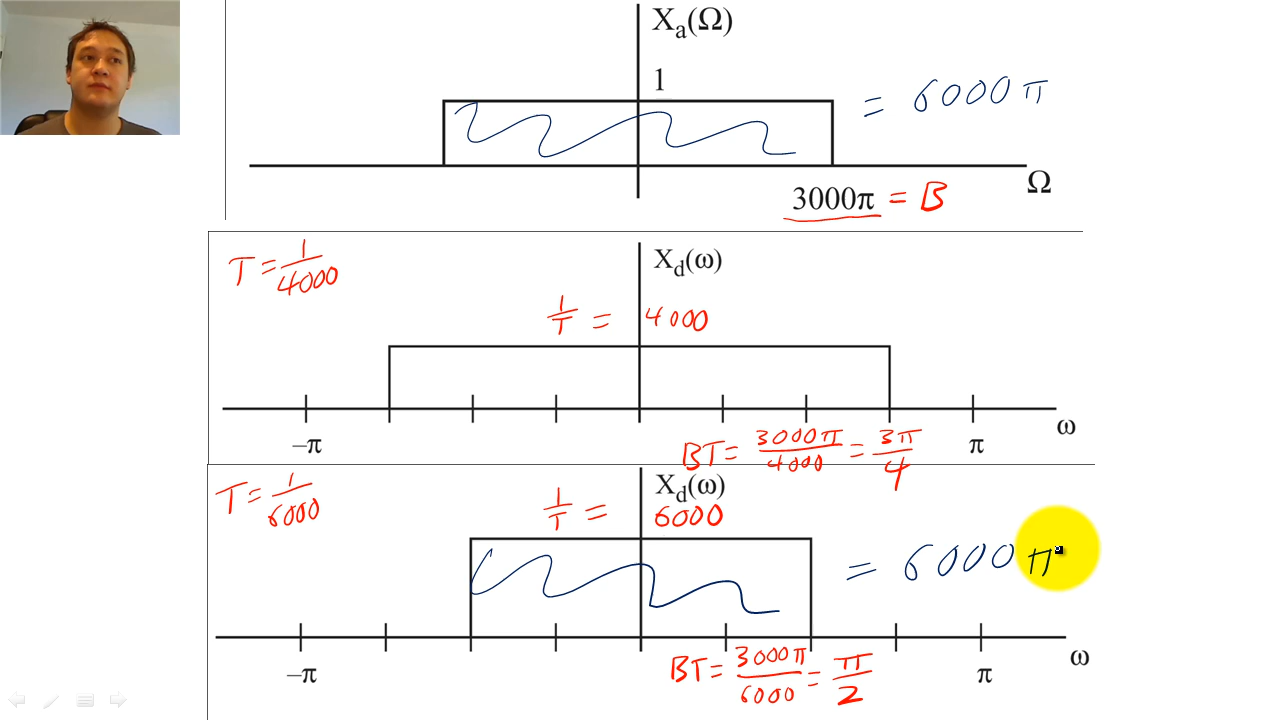 Xa(Ω)
1
= 6000π
Ω
3000π = B
T = 1/4000
Xd(ω)
1/T = 4000
–π
π
ω
BT = 3000π/4000 = 3π/4
T = 1/6000
Xd(ω)
1/T = 6000
= 6000π
–π
π
ω
BT = 3000π/6000 = π/2